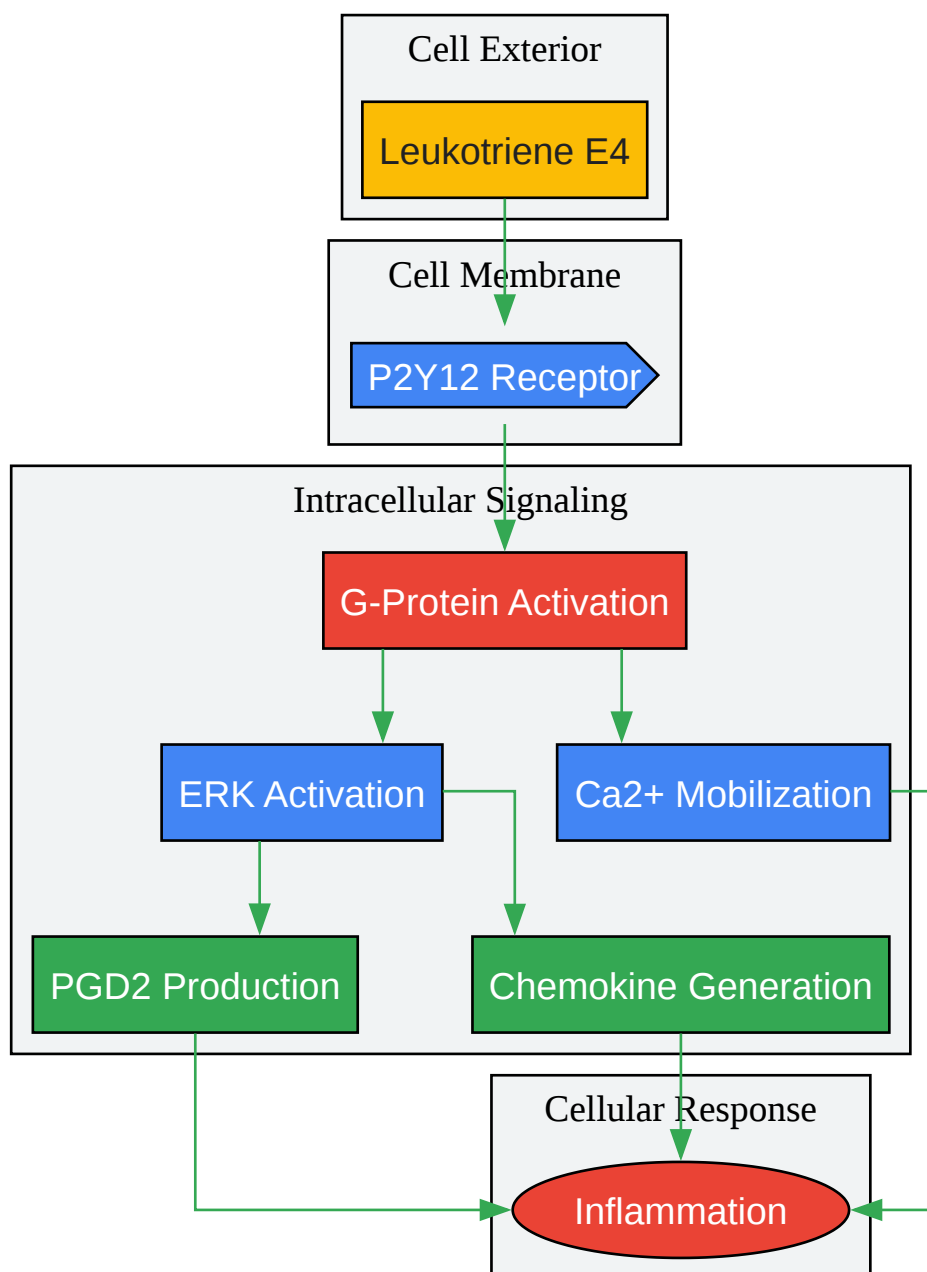 Cell Exterior
Leukotriene E4
Cell Membrane
P2Y12 Receptor
Intracellular Signaling
G-Protein Activation
ERK Activation
Ca2+ Mobilization
PGD2 Production
Chemokine Generation
Cellular Response
Inflammation